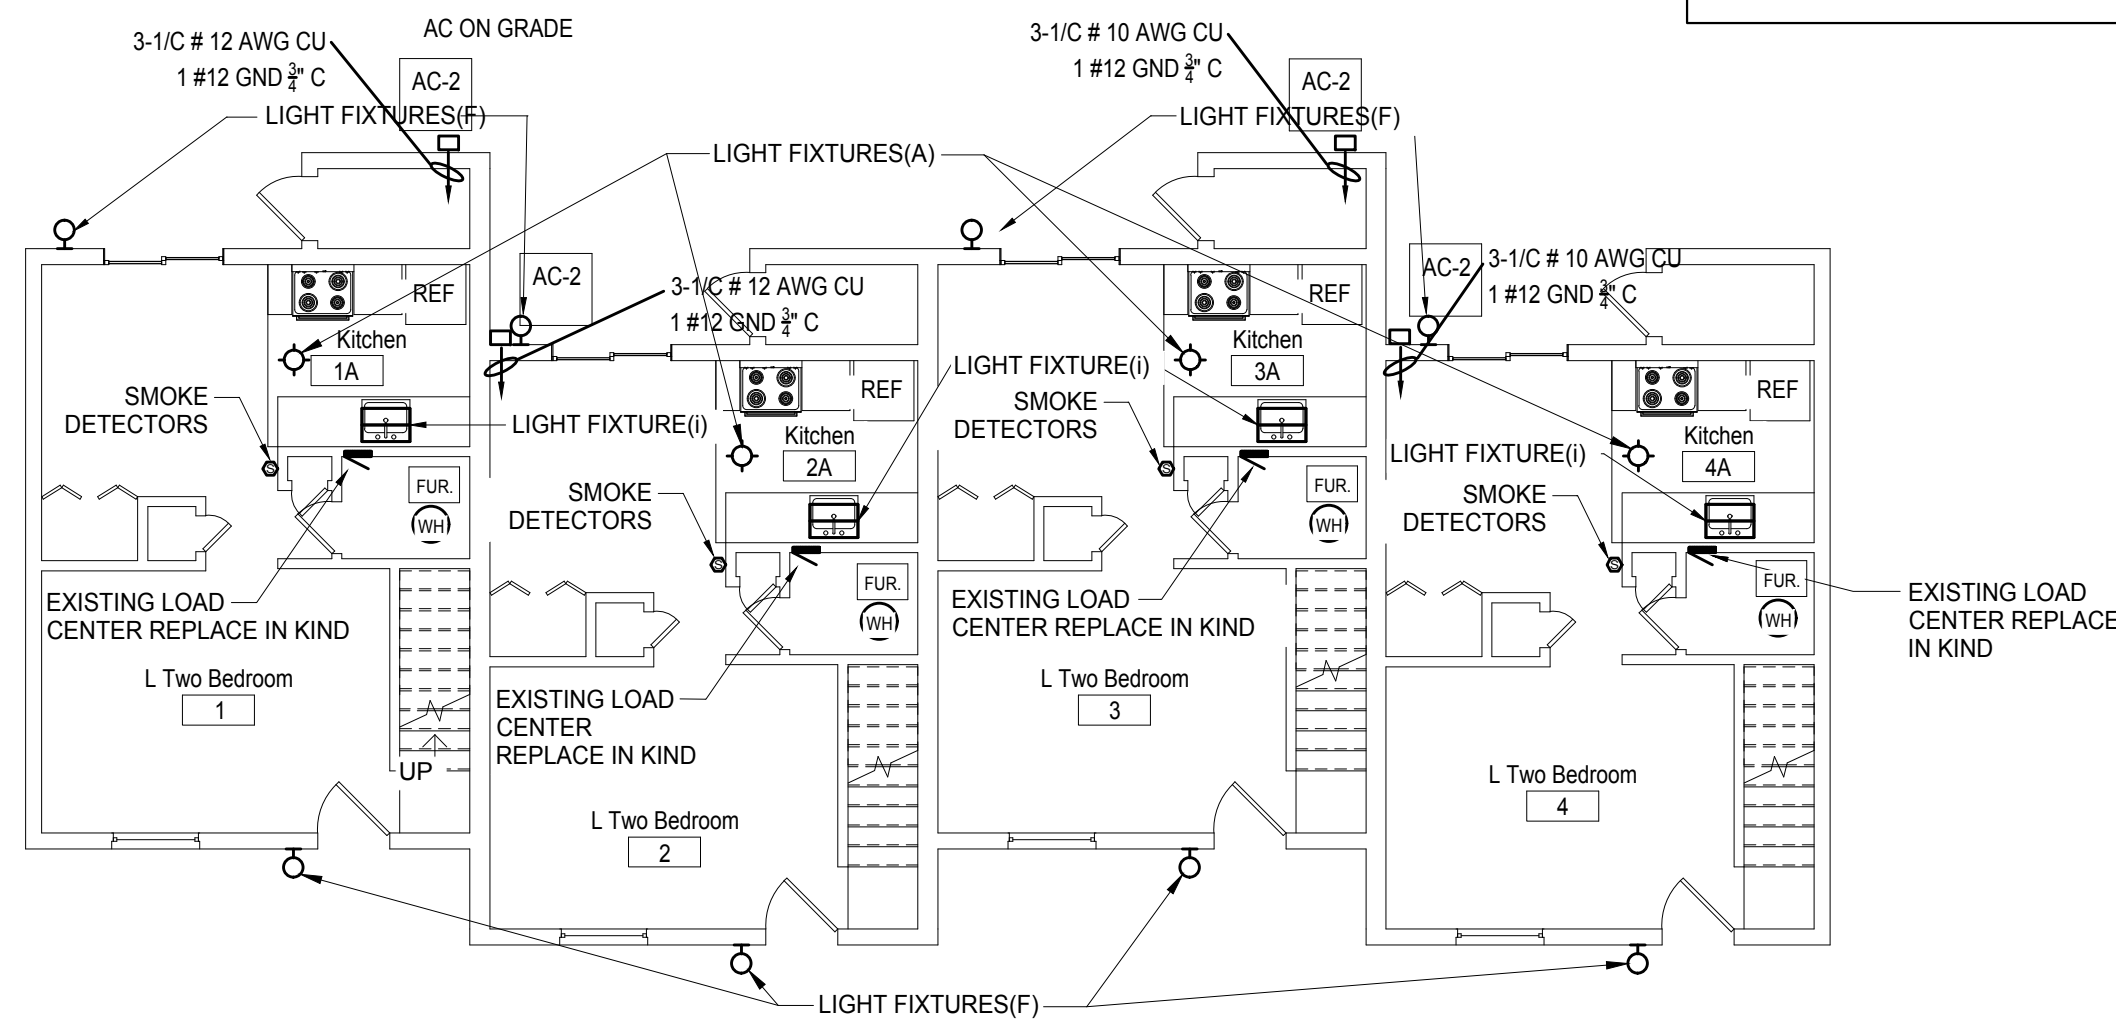 AC ON GRADE
3-1/C # 12 AWG CU
1 #12 GND 3/4" C
AC-2
LIGHT FIXTURES(F)
3-1/C # 10 AWG CU
1 #12 GND 3/4" C
AC-2
LIGHT FIXTURES(F)
LIGHT FIXTURES(A)
AC-2
3-1/C # 12 AWG CU
1 #12 GND 3/4" C
AC-2
3-1/C # 10 AWG CU
1 #12 GND 3/4" C
REF
Kitchen
1A
SMOKE
DETECTORS
S
LIGHT FIXTURE(i)
FUR.
WH
EXISTING LOAD
CENTER REPLACE IN KIND
L Two Bedroom
1
UP
REF
Kitchen
2A
LIGHT FIXTURE(i)
SMOKE
DETECTORS
S
FUR.
WH
EXISTING LOAD
CENTER
REPLACE IN KIND
L Two Bedroom
2
REF
Kitchen
3A
SMOKE
DETECTORS
S
FUR.
WH
EXISTING LOAD
CENTER REPLACE IN KIND
L Two Bedroom
3
REF
Kitchen
4A
LIGHT FIXTURE(i)
SMOKE
DETECTORS
S
FUR.
WH
EXISTING LOAD
CENTER REPLACE
IN KIND
L Two Bedroom
4
LIGHT FIXTURES(F)